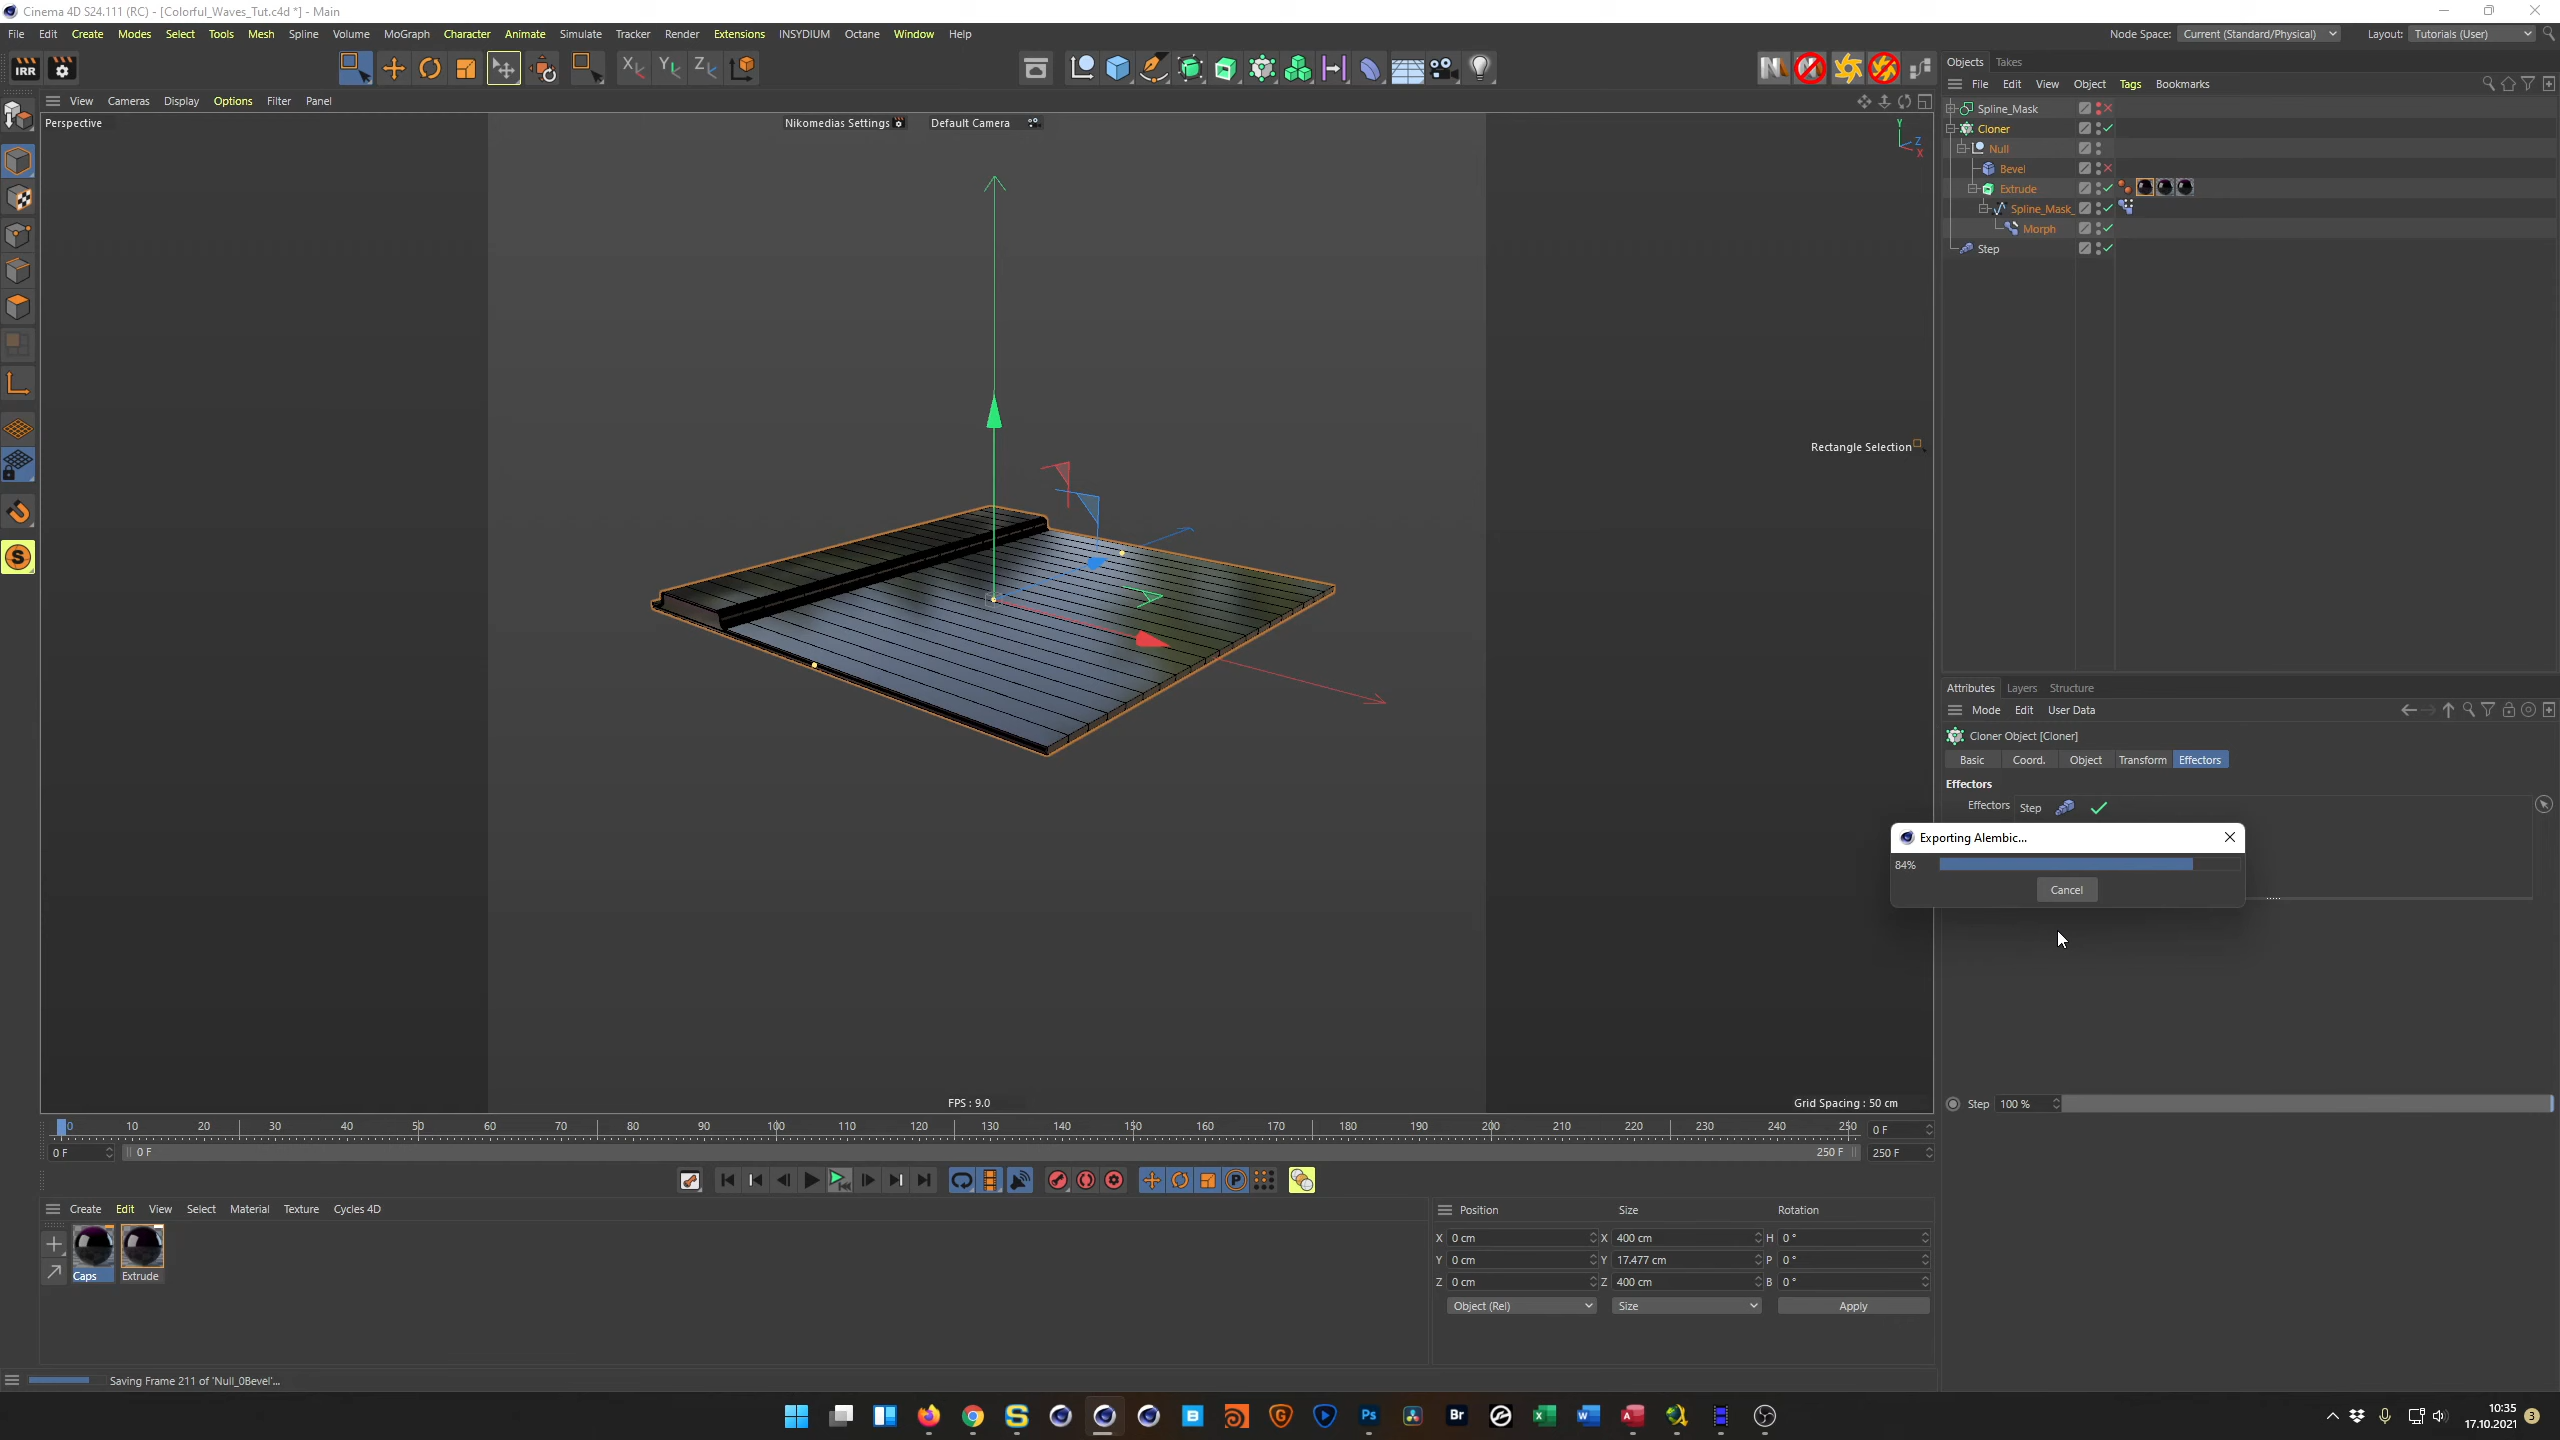 Cinema 4D S24.111 (RC) - [Colorful_Waves_Tut.c4d *] - Main
File Edit Create Modes Select Tools Mesh Spline Volume MoGraph Character Animate Simulate Tracker Render Extensions INSYDIUM Octane Window Help
Node Space: Current (Standard/Physical) Layout: Tutorials (User)
IRR
X Y Z
Objects Takes
File Edit View Object Tags Bookmarks
View Cameras Display Options Filter Panel
Perspective
Nikomedias Settings
Default Camera
Y
Z
X
Rectangle Selection
FPS : 9.0
Grid Spacing : 50 cm
Spline_Mask
Cloner
Null
Bevel
Extrude
Spline_Mask_
Morph
Step
Attributes Layers Structure
Mode Edit User Data
Cloner Object [Cloner]
Basic Coord. Object Transform Effectors
Effectors
Effectors Step
Exporting Alembic...
84%
Cancel
Step 100 %
0 10 20 30 40 50 60 70 80 90 100 110 120 130 140 150 160 170 180 190 200 210 220 230 240 250
0 F
0 F
0 F
250 F
250 F
P
Create Edit View Select Material Texture Cycles 4D
Caps
Extrude
Position Size Rotation
X 0 cm X 400 cm H 0 °
Y 0 cm Y 17.477 cm P 0 °
Z 0 cm Z 400 cm B 0 °
Object (Rel) Size Apply
Saving Frame 211 of 'Null_0Bevel'...
Ps
Br
10:35
17.10.2021
3